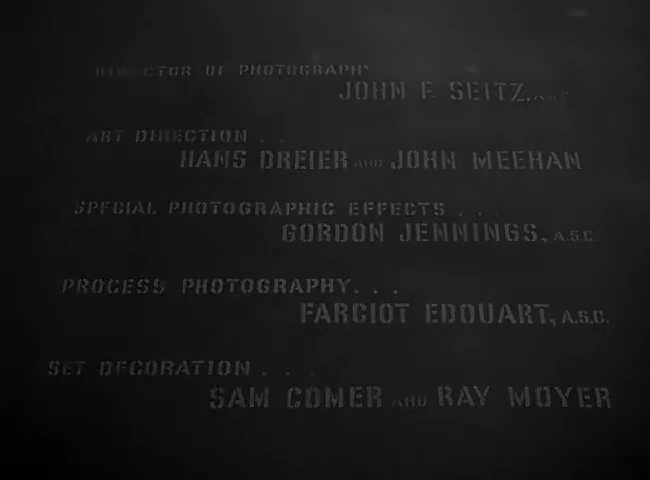 DIRECTOR OF PHOTOGRAPHY
JOHN F. SEITZ, A.S.C.
ART DIRECTION . .
HANS DREIER AND JOHN MEEHAN
SPECIAL PHOTOGRAPHIC EFFECTS . . .
GORDON JENNINGS, A.S.C.
PROCESS PHOTOGRAPHY. . .
FARCIOT EDOUART, A.S.C.
SET DECORATION . . .
SAM COMER AND RAY MOYER